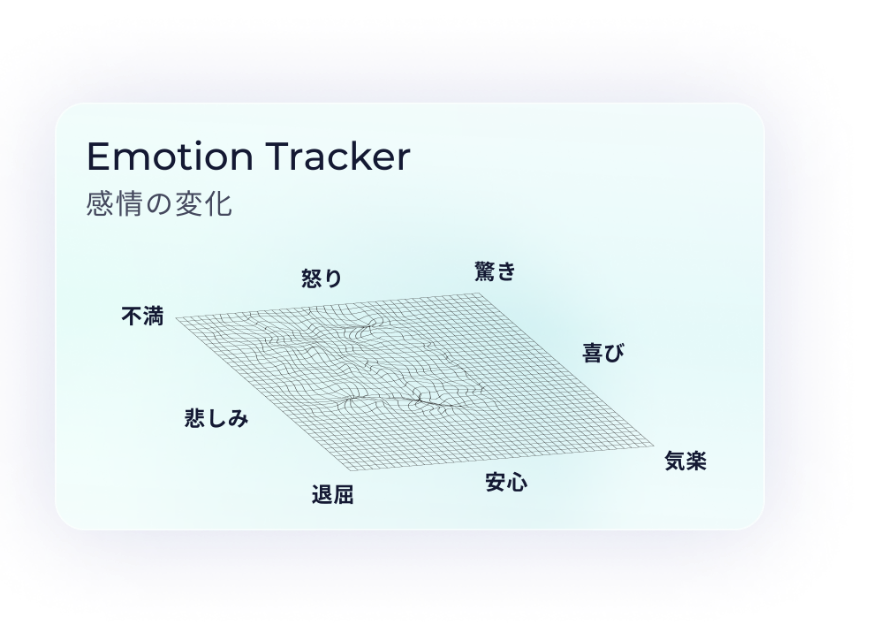 Emotion Tracker
感情の変化
怒り
驚き
不満
喜び
悲しみ
気楽
安心
退屈